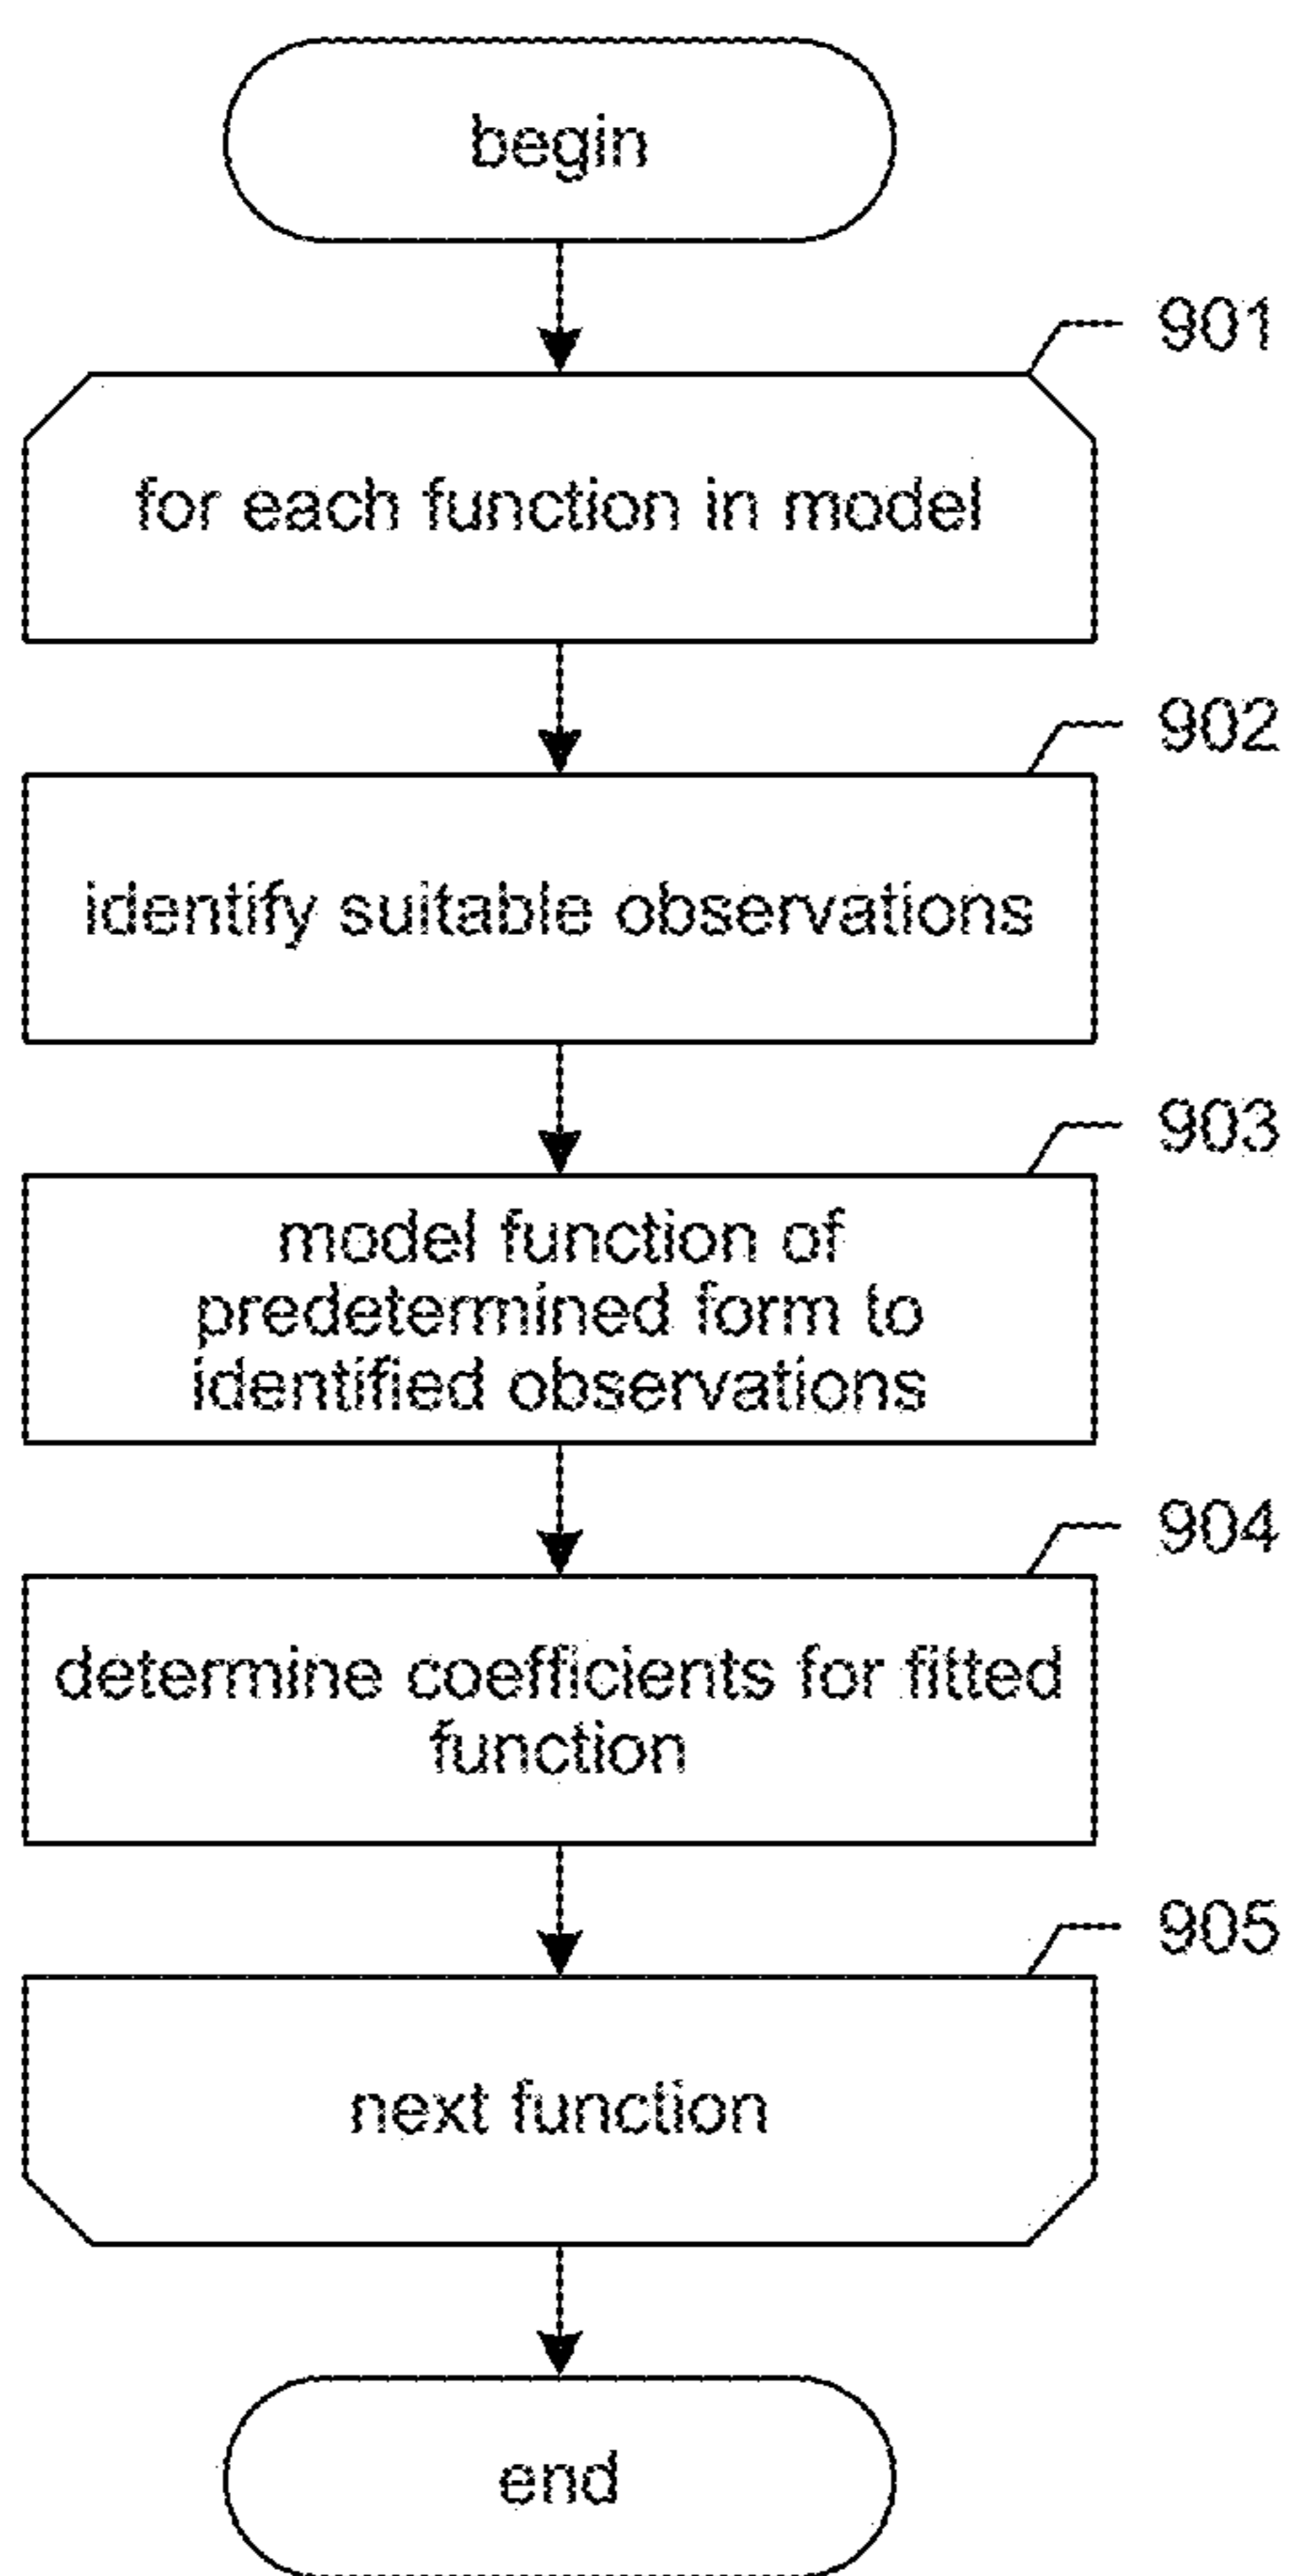 begin
901
for each function in model
902
identify suitable observations
903
model function of
predetermined form to
identified observations
904
determine coefficients for fitted
function
905
next function
end